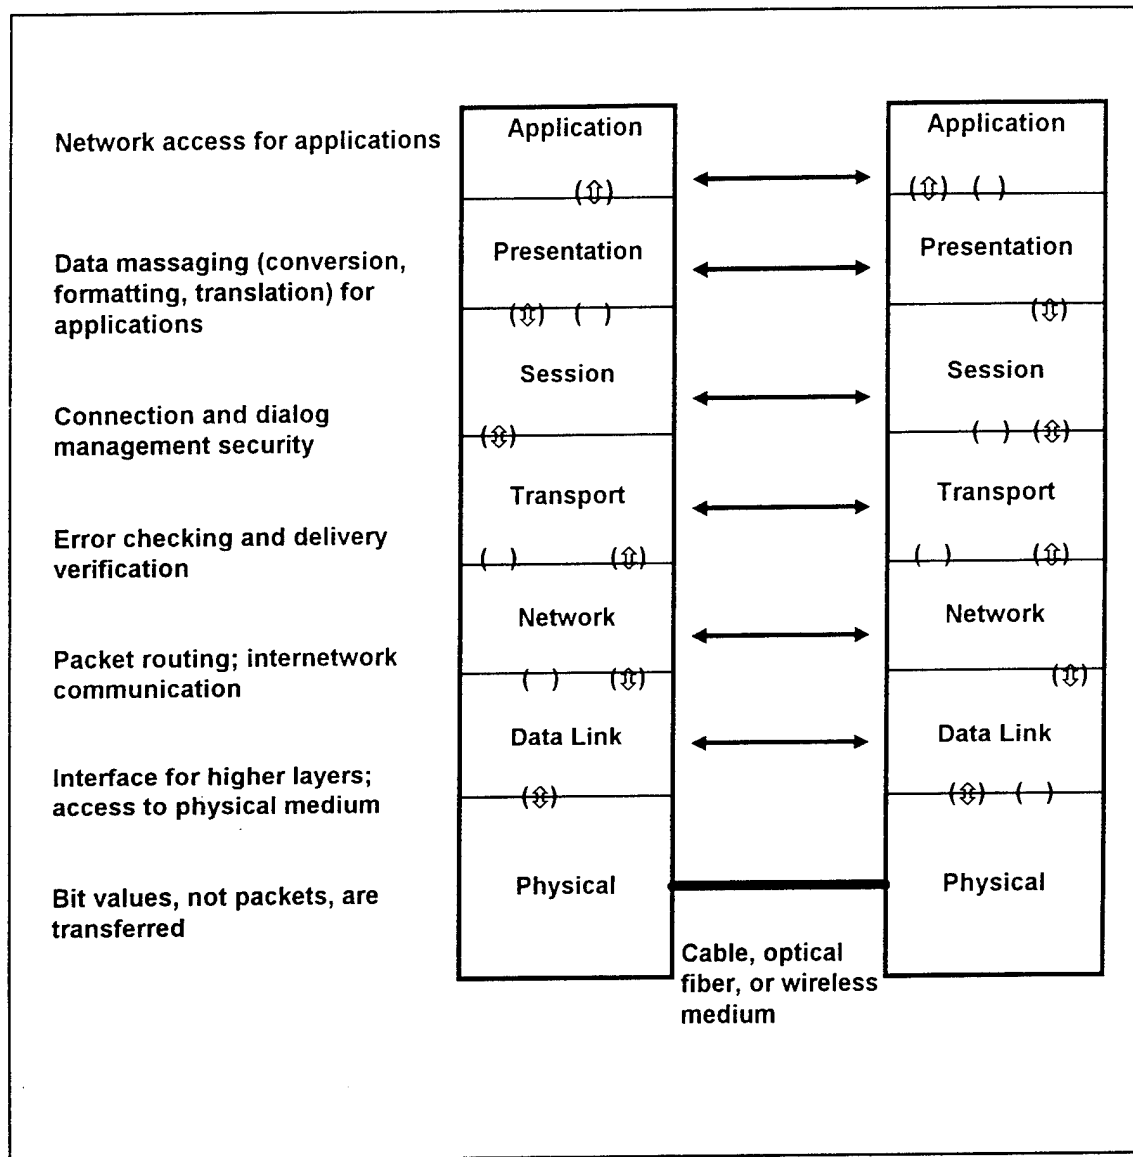 Network access for applications
Application
Application
(⇳)
(⇳) ( )
Data massaging (conversion,
formatting, translation) for
applications
Presentation
Presentation
(⇳) ( )
(⇳)
Connection and dialog
management security
Session
Session
(⇳)
( ) (⇳)
Error checking and delivery
verification
Transport
Transport
( ) (⇳)
( ) (⇳)
Packet routing; internetwork
communication
Network
Network
( ) (⇳)
(⇳)
Interface for higher layers;
access to physical medium
Data Link
Data Link
(⇳)
(⇳) ( )
Bit values, not packets, are
transferred
Physical
Physical
Cable, optical
fiber, or wireless
medium